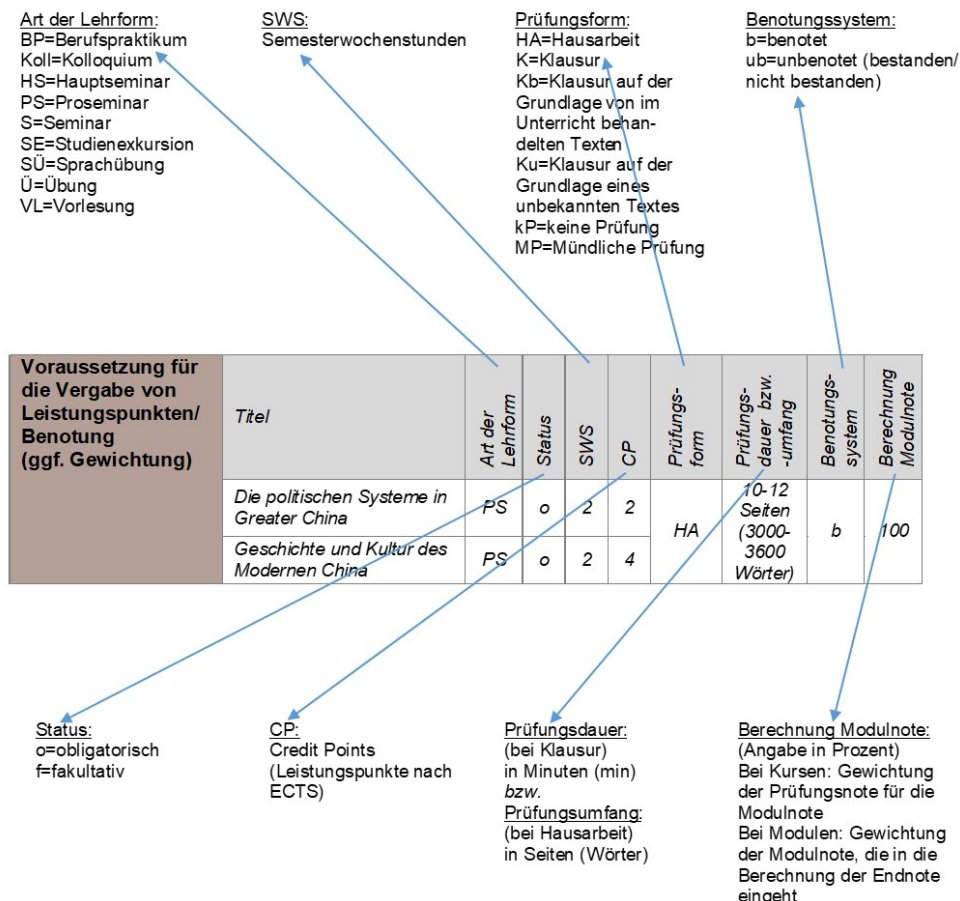 Art der Lehrform:
BP=Berufspraktikum
Koll=Kolloquium
HS=Hauptseminar
PS=Proseminar
S=Seminar
SE=Studienexkursion
SÜ=Sprachübung
Ü=Übung
VL=Vorlesung
SWS:
Semesterwochenstunden
Prüfungsform:
HA=Hausarbeit
K=Klausur
Kb=Klausur auf der
Grundlage von im
Unterricht behan-
delten Texten
Ku=Klausur auf der
Grundlage eines
unbekannten Textes
kP=keine Prüfung
MP=Mündliche Prüfung
Benotungssystem:
b=benotet
ub=unbenotet (bestanden/
nicht bestanden)
Voraussetzung für
die Vergabe von
Leistungspunkten/
Benotung
(ggf. Gewichtung)
Titel
Art der
Lehrform
Status
SWS
CP
Prüfungs-
form
Prüfungs-
dauer bzw.
-umfang
Benotungs-
system
Berechnung
Modulnote
Die politischen Systeme in
Greater China
PS
o
2
2
Geschichte und Kultur des
Modernen China
PS
o
2
4
HA
10-12
Seiten
(3000-
3600
Wörter)
b
100
Status:
o=obligatorisch
f=fakultativ
CP:
Credit Points
(Leistungspunkte nach
ECTS)
Prüfungsdauer:
(bei Klausur)
in Minuten (min)
bzw.
Prüfungsumfang:
(bei Hausarbeit)
in Seiten (Wörter)
Berechnung Modulnote:
(Angabe in Prozent)
Bei Kursen: Gewichtung
der Prüfungsnote für die
Modulnote
Bei Modulen: Gewichtung
der Modulnote, die in die
Berechnung der Endnote
eingeht